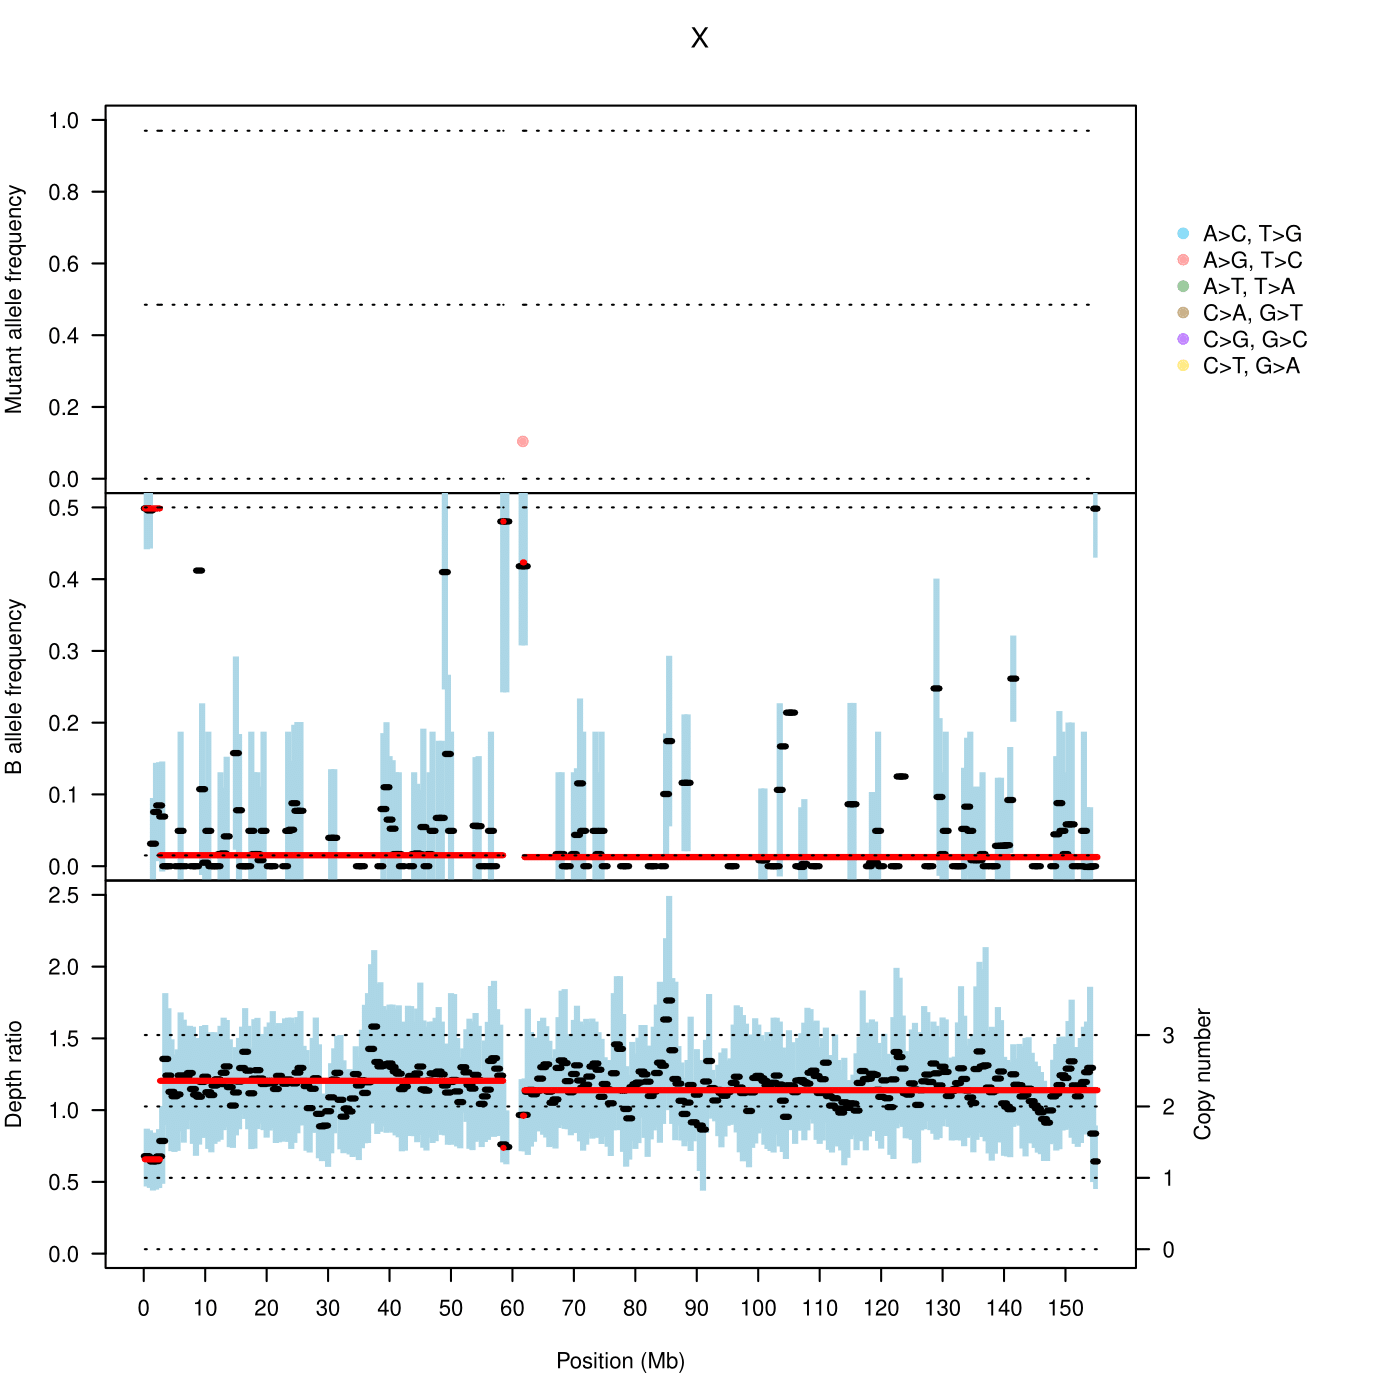 X
Mutant allele frequency
1.0
0.8
0.6
0.4
0.2
0.0
A>C, T>G
A>G, T>C
A>T, T>A
C>A, G>T
C>G, G>C
C>T, G>A
B allele frequency
0.5
0.4
0.3
0.2
0.1
0.0
Depth ratio
2.5
2.0
1.5
1.0
0.5
0.0
Copy number
3
2
1
0
0 10 20 30 40 50 60 70 80 90 100 110 120 130 140 150
Position (Mb)